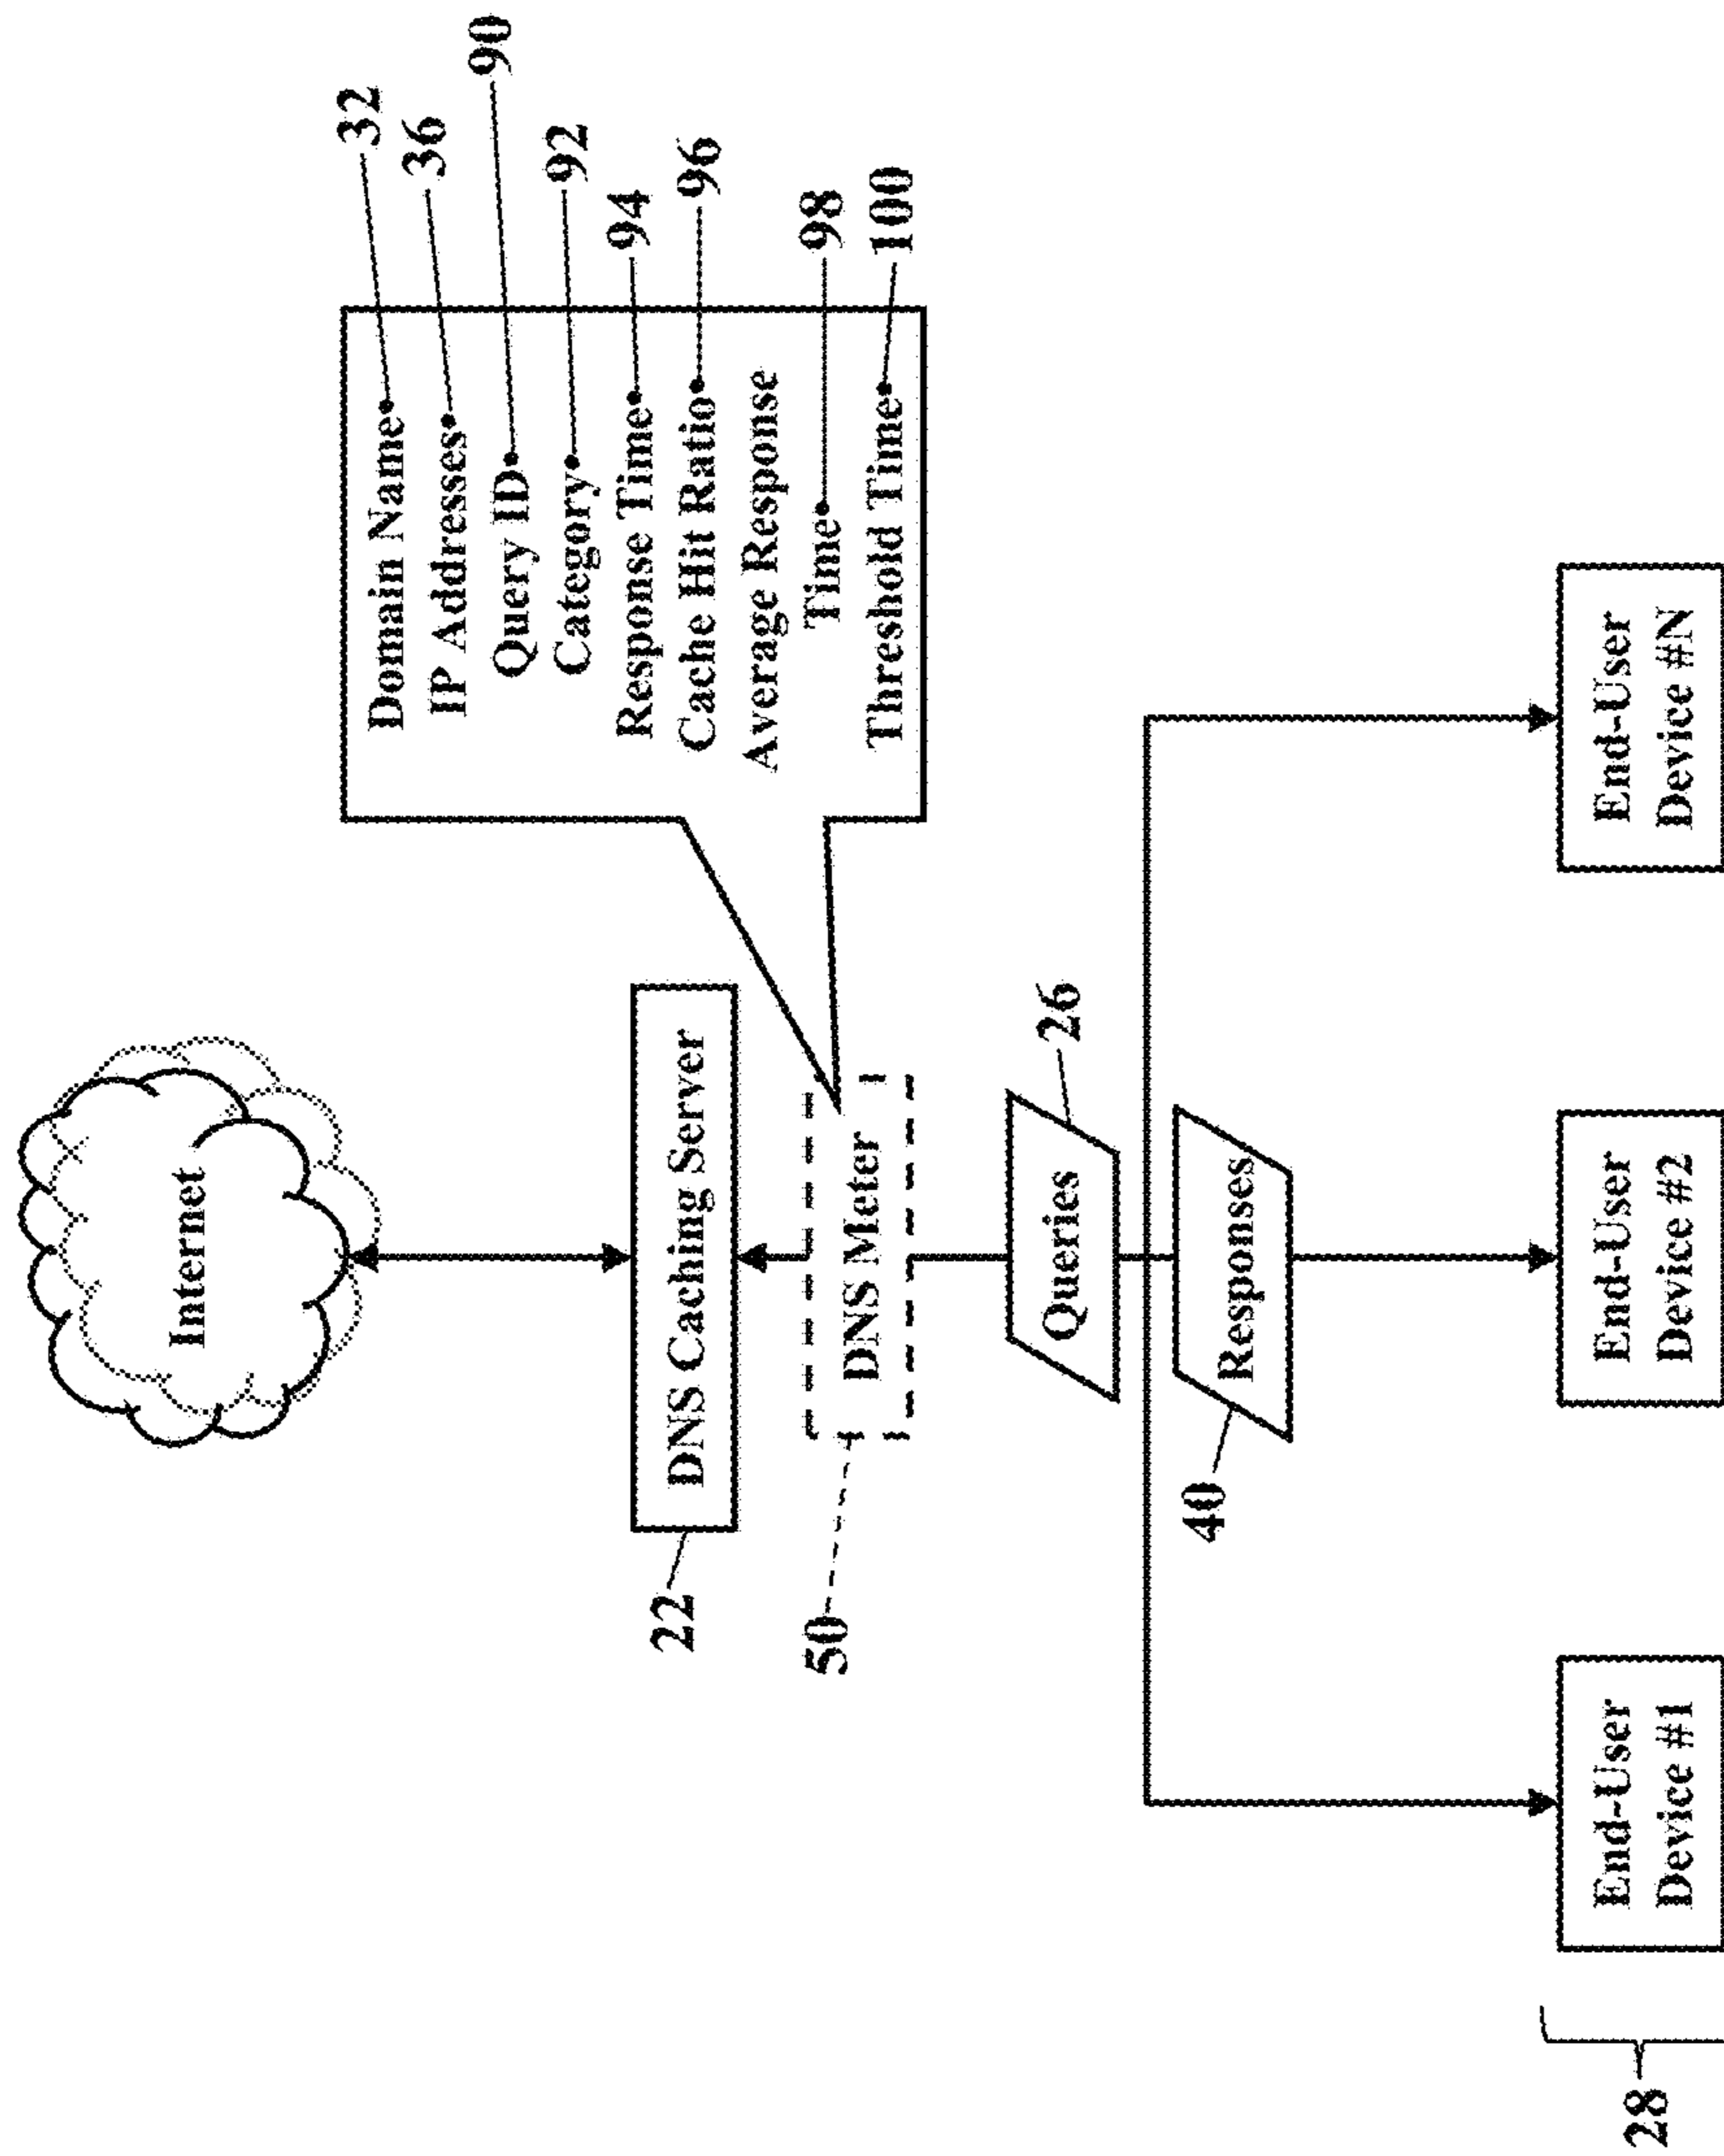 Internet
DNS Caching Server
22
DNS Meter
50
Domain Name
32
IP Addresses
36
Query ID
90
Category
92
Response Time
94
Cache Hit Ratio
96
Average Response
Time
98
Threshold Time
100
Queries
26
Responses
40
End-User
Device #1
End-User
Device #2
End-User
Device #N
28